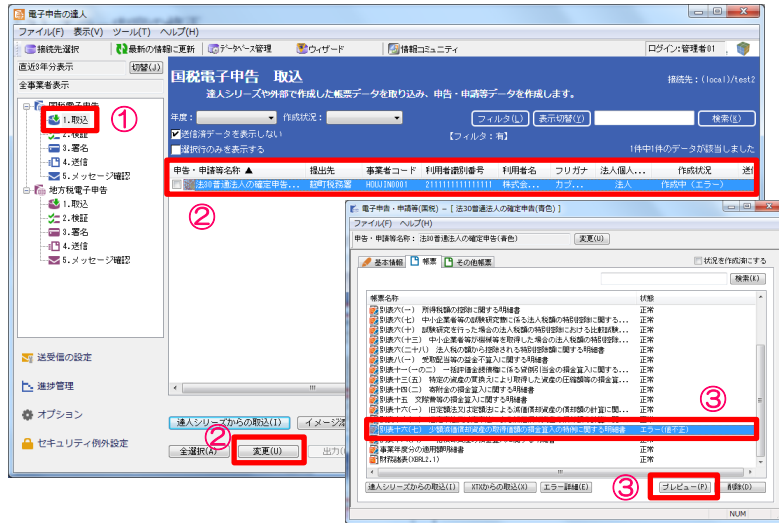 電子申告の達人
ファイル(F) 表示(V) ツール(T) ヘルプ(H)
接続先選択 最新の情報に更新 データベース管理 ウィザード 情報コミュニティ ログイン:管理者01
直近3年分表示 切替(J)
全事業者表示
国税電子申告
1.取込
2.検証
3.署名
4.送信
5.メッセージ確認
地方税電子申告
1.取込
2.検証
3.署名
4.送信
5.メッセージ確認
送受信の設定
進捗管理
オプション
セキュリティ例外設定
①
国税電子申告 取込
接続先:(local)/test2
達人シリーズや外部で作成した帳票データを取り込み、申告・申請等データを作成します。
年度: 作成状況: フィルタ(L) 表示切替(Y) 検索(K)
送信済データを表示しない 【フィルタ:有】
選択行のみを表示する 1件中1件のデータが該当しました
申告・申請等名称 ▲ 提出先 事業者コード 利用者識別番号 利用者名 フリガナ 法人個人... 作成状況 送信
法30普通法人の確定申告... 麹町税務署 HOUJIN0001 2111111111111111 株式会... カブ... 法人 作成中(エラー)
②
達人シリーズからの取込(I) イメージ添
②
全選択(A) 変更(U) 出力(
電子申告・申請等(国税) - [ 法30普通法人の確定申告(青色) ]
ファイル(F) ヘルプ(H)
申告・申請等名称: 法30普通法人の確定申告(青色) 変更(U)
基本情報 帳票 その他帳票 状況を作成済にする
検索(K)
帳票名称 状態
別表六(一) 所得税額の控除に関する明細書 正常
別表六(七) 中小企業者等の試験研究費に係る法人税額の特別控除に関する... 正常
別表六(十) 試験研究を行った場合の法人税額の特別控除における比較試験... 正常
別表六(十三) 中小企業者等が機械等を取得した場合の法人税額の特別控除... 正常
別表六(二十八) 法人税の額から控除される特別控除額に関する明細書 正常
別表八(一) 受取配当等の益金不算入に関する明細書 正常
別表十一(一の二) 一括評価金銭債権に係る貸倒引当金の損金算入に関する... 正常
別表十三(五) 特定の資産の買換えにより取得した資産の圧縮額等の損金算... 正常
別表十四(二) 寄附金の損金算入に関する明細書 正常
別表十五 交際費等の損金算入に関する明細書 正常
別表十六(一) 旧定額法又は定額法による減価償却資産の償却額の計算に関... 正常
③
別表十六(七) 少額減価償却資産の取得価額の損金算入の特例に関する明細書 エラー(値不正)
事業年度分の適用額明細書 正常
財務諸表(XBRL2.1) 正常
達人シリーズからの取込(I) XTXからの取込(X) エラー詳細(E) ③ プレビュー(P) 削除(D)
NUM